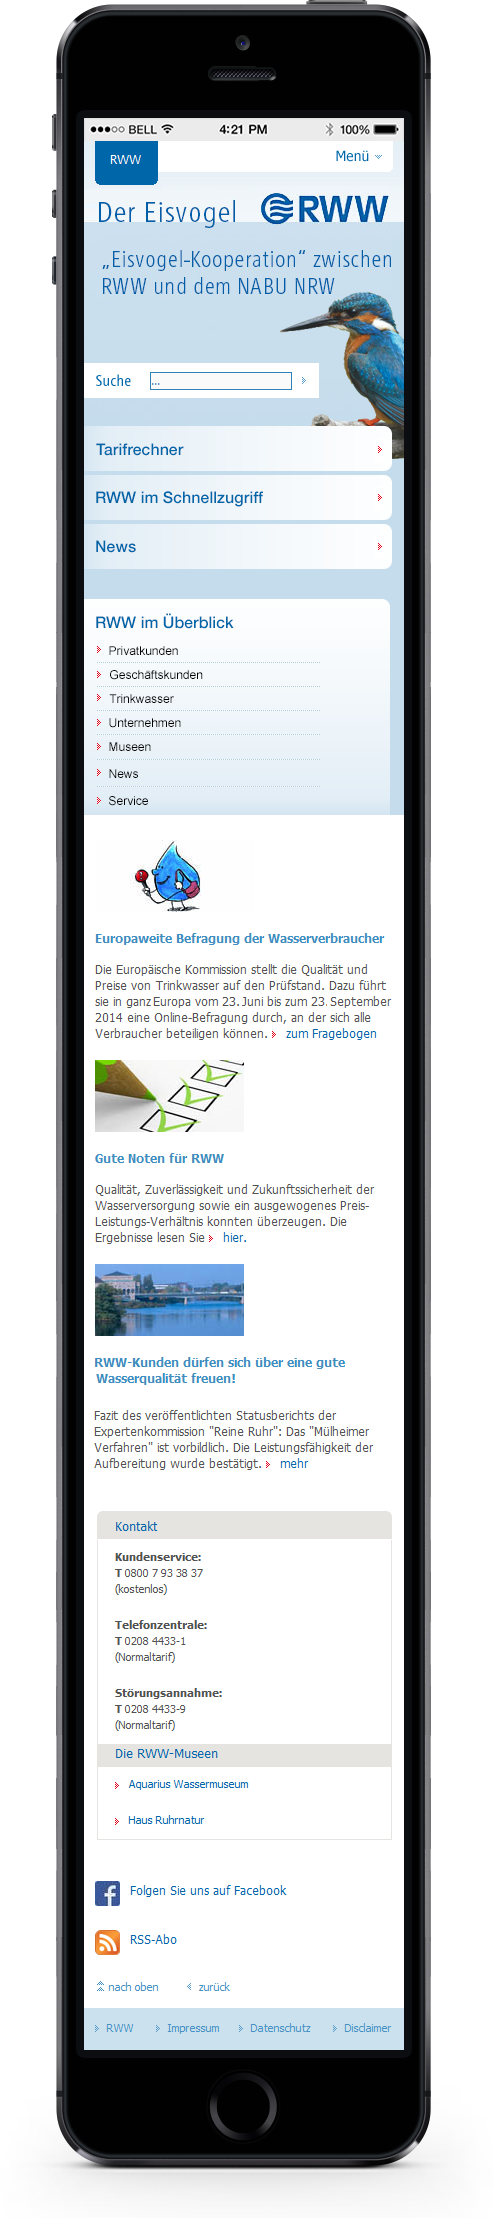 BELL 4:21 PM 100%
RWW Menü
Der Eisvogel RWW
„Eisvogel-Kooperation“ zwischen
RWW und dem NABU NRW
Suche ...
Tarifrechner
RWW im Schnellzugriff
News
RWW im Überblick
Privatkunden
Geschäftskunden
Trinkwasser
Unternehmen
Museen
News
Service
Europaweite Befragung der Wasserverbraucher
Die Europäische Kommission stellt die Qualität und
Preise von Trinkwasser auf den Prüfstand. Dazu führt
sie in ganz Europa vom 23. Juni bis zum 23. September
2014 eine Online-Befragung durch, an der sich alle
Verbraucher beteiligen können. zum Fragebogen
Gute Noten für RWW
Qualität, Zuverlässigkeit und Zukunftssicherheit der
Wasserversorgung sowie ein ausgewogenes Preis-
Leistungs-Verhältnis konnten überzeugen. Die
Ergebnisse lesen Sie hier.
RWW-Kunden dürfen sich über eine gute
Wasserqualität freuen!
Fazit des veröffentlichten Statusberichts der
Expertenkommission "Reine Ruhr": Das "Mülheimer
Verfahren" ist vorbildlich. Die Leistungsfähigkeit der
Aufbereitung wurde bestätigt. mehr
Kontakt
Kundenservice:
T 0800 7 93 38 37
(kostenlos)
Telefonzentrale:
T 0208 4433-1
(Normaltarif)
Störungsannahme:
T 0208 4433-9
(Normaltarif)
Die RWW-Museen
Aquarius Wassermuseum
Haus Ruhrnatur
Folgen Sie uns auf Facebook
RSS-Abo
nach oben zurück
RWW Impressum Datenschutz Disclaimer